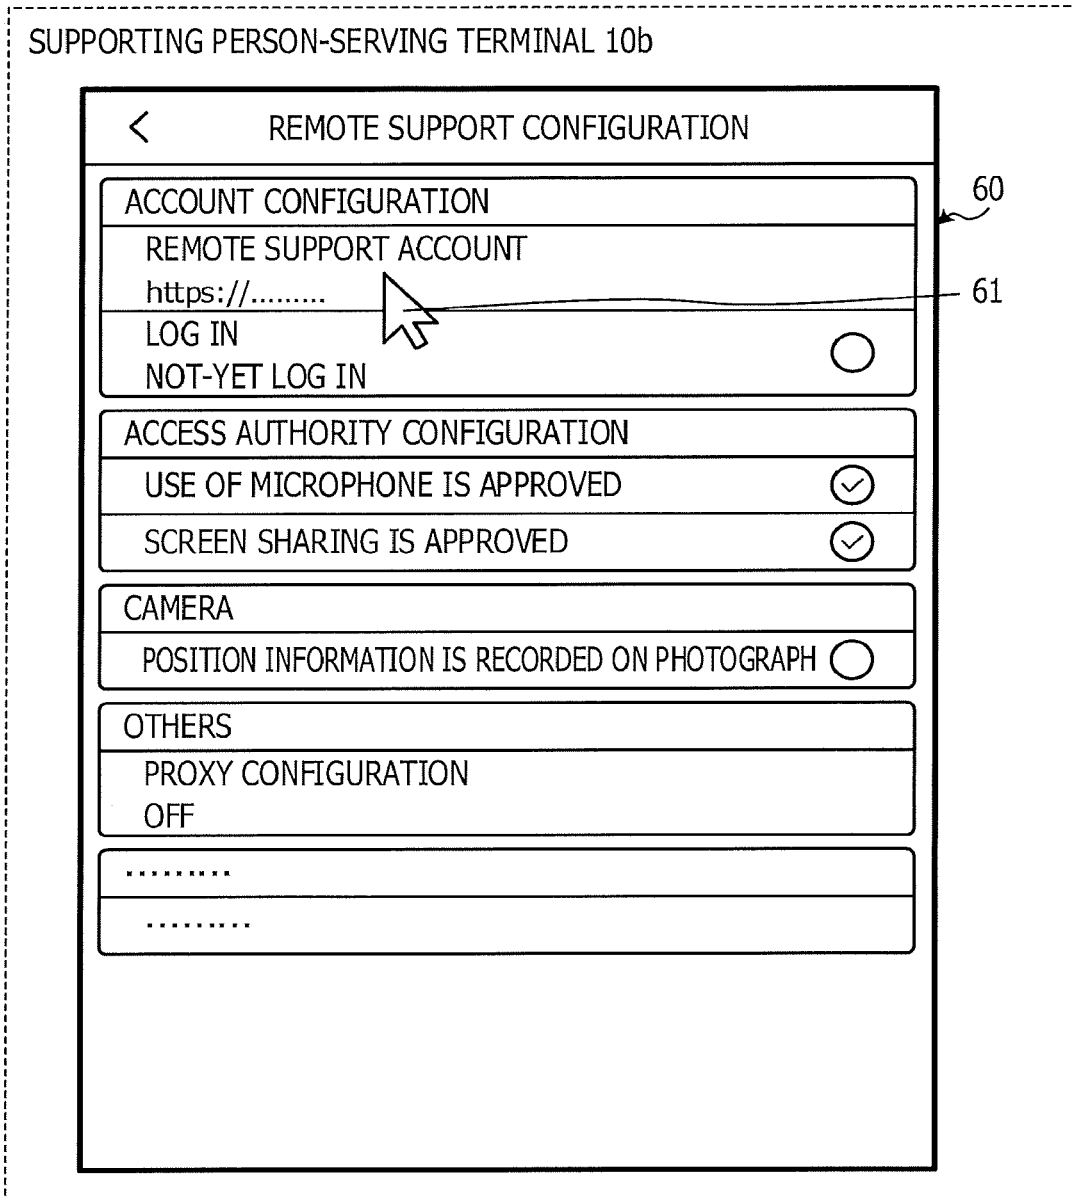 SUPPORTING PERSON-SERVING TERMINAL 10b
< REMOTE SUPPORT CONFIGURATION
60
ACCOUNT CONFIGURATION
REMOTE SUPPORT ACCOUNT
https://.........
61
LOG IN
NOT-YET LOG IN
ACCESS AUTHORITY CONFIGURATION
USE OF MICROPHONE IS APPROVED
SCREEN SHARING IS APPROVED
CAMERA
POSITION INFORMATION IS RECORDED ON PHOTOGRAPH
OTHERS
PROXY CONFIGURATION
OFF
.........
.........